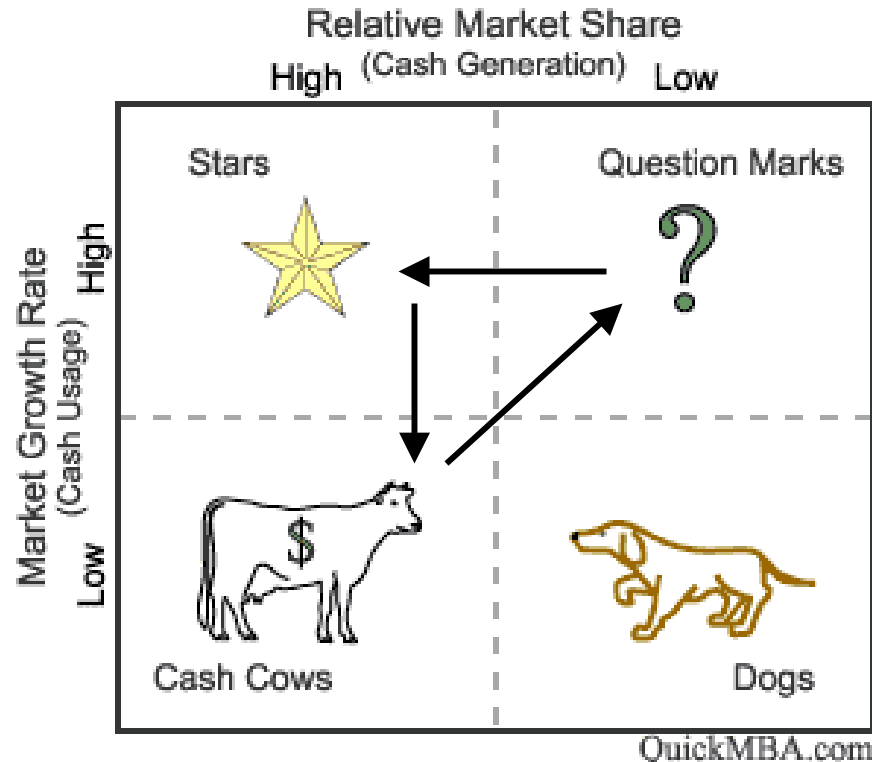 Relative Market Share
(Cash Generation)
High
Low
Stars
Question Marks
?
Market Growth Rate
(Cash Usage)
High
Low
$
Cash Cows
Dogs
QuickMBA.com